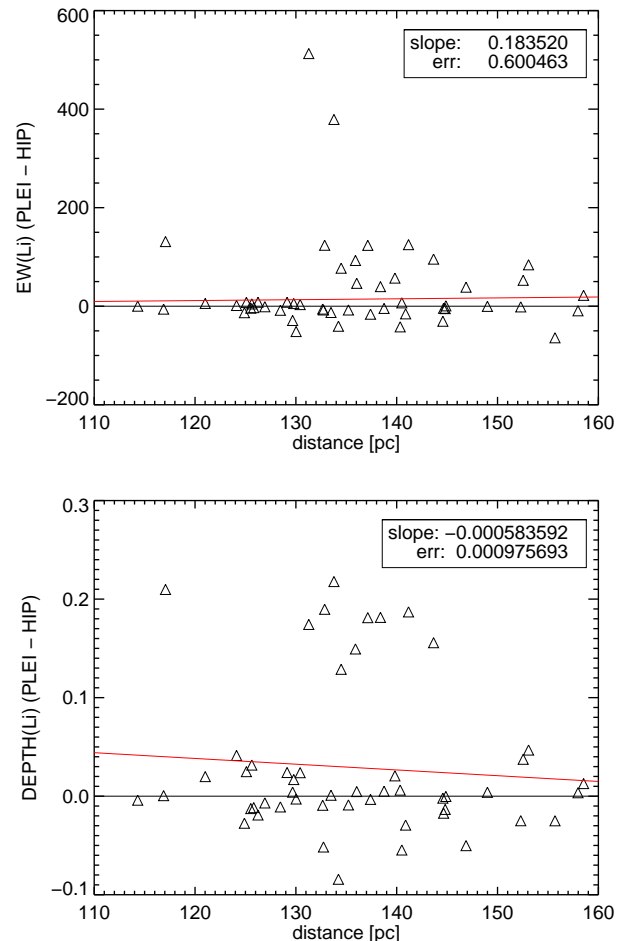 600
400
200
0
−200
EW(Li) (PLEI − HIP)
slope: 0.183520
err: 0.600463
110 120 130 140 150 160
distance [pc]
0.3
0.2
0.1
0.0
−0.1
DEPTH(Li) (PLEI − HIP)
slope: −0.000583592
err: 0.000975693
110 120 130 140 150 160
distance [pc]